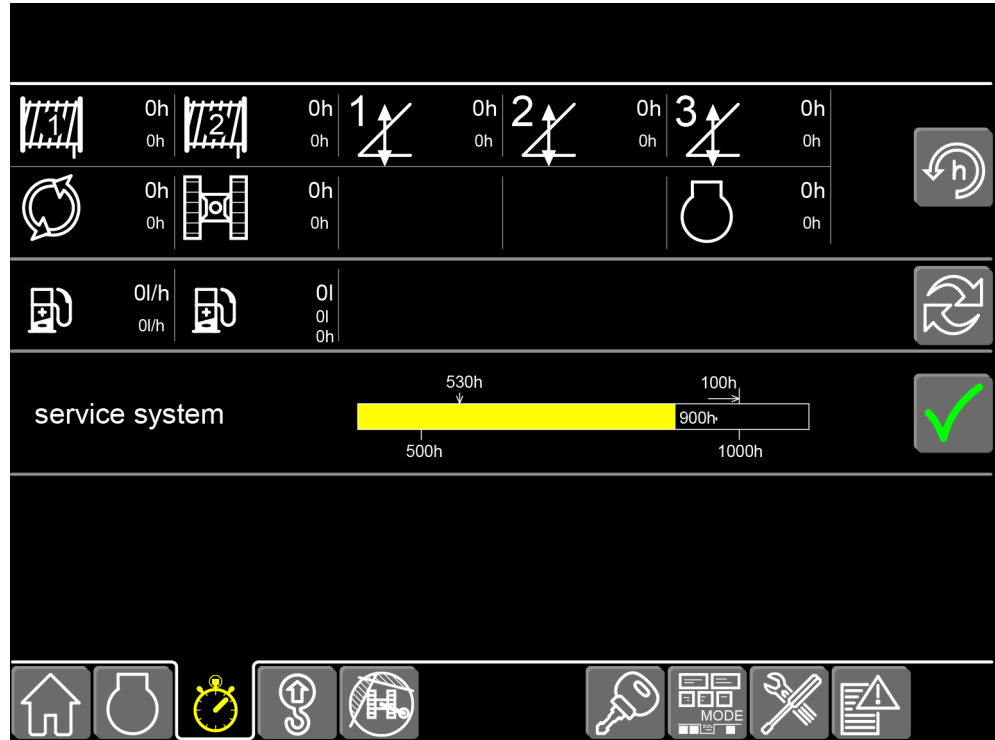 1 0h 2 0h 1 0h 2 0h 3 0h
0h 0h 0h 0h 0h
h
0h 0h 0h
0h 0h 0h
0l/h 0l
0l/h 0l
0h
530h 100h
service system 900h
500h 1000h
MODE